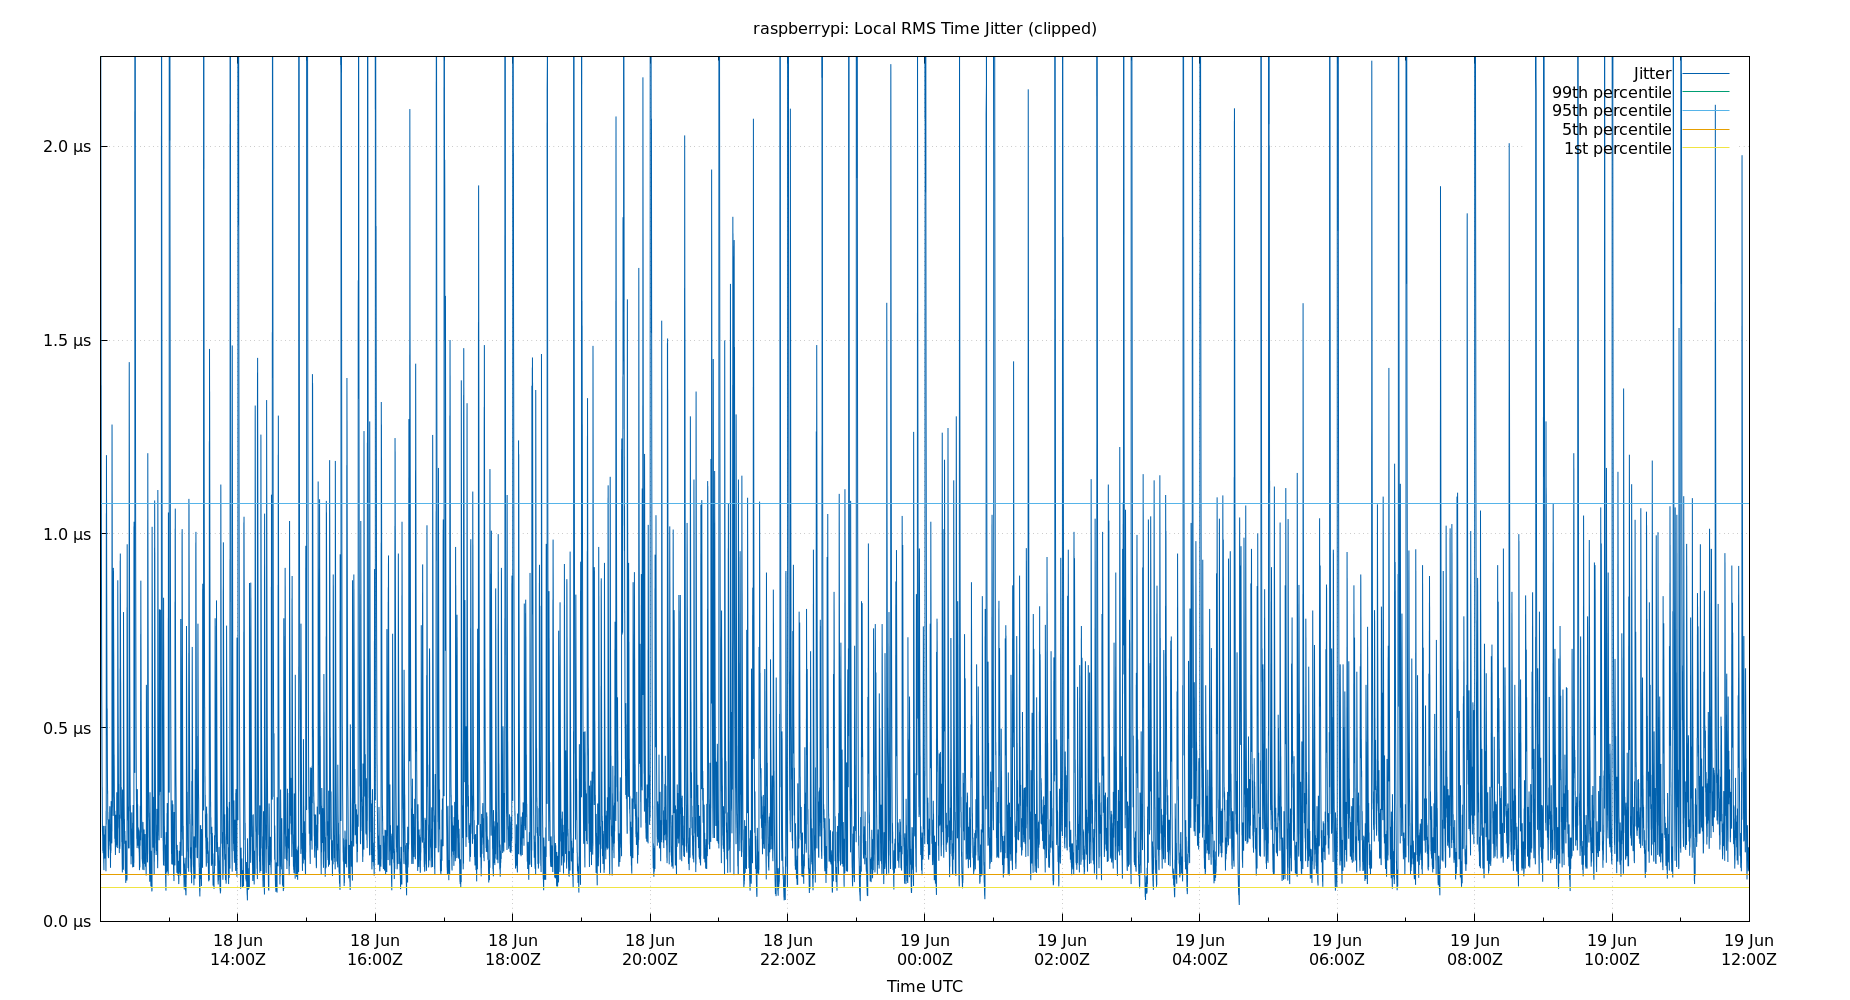 raspberrypi: Local RMS Time Jitter (clipped)
Jitter
99th percentile
95th percentile
5th percentile
1st percentile
2.0 μs
1.5 μs
1.0 μs
0.5 μs
0.0 μs
18 Jun 18 Jun 18 Jun 18 Jun 18 Jun 19 Jun 19 Jun 19 Jun 19 Jun 19 Jun 19 Jun 19 Jun
14:00Z 16:00Z 18:00Z 20:00Z 22:00Z 00:00Z 02:00Z 04:00Z 06:00Z 08:00Z 10:00Z 12:00Z
Time UTC